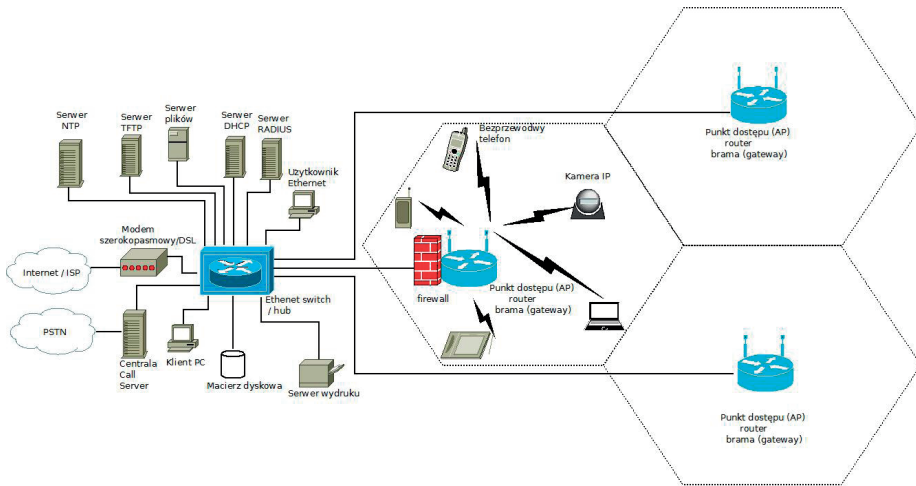 Serwer
NTP
Serwer
TFTP
Serwer
plików
Serwer
DHCP
Serwer
RADIUS
Użytkownik
Ethernet
Modem
szerokopasmowy/DSL
Internet / ISP
PSTN
Centrala
Call
Server
Klient PC
Macierz dyskowa
Serwer wydruku
Ethenet switch
/ hub
firewall
Bezprzewodwy
telefon
Kamera IP
Punkt dostępu (AP)
router
brama (gateway)
Punkt dostępu (AP)
router
brama (gateway)
Punkt dostępu (AP)
router
brama (gateway)